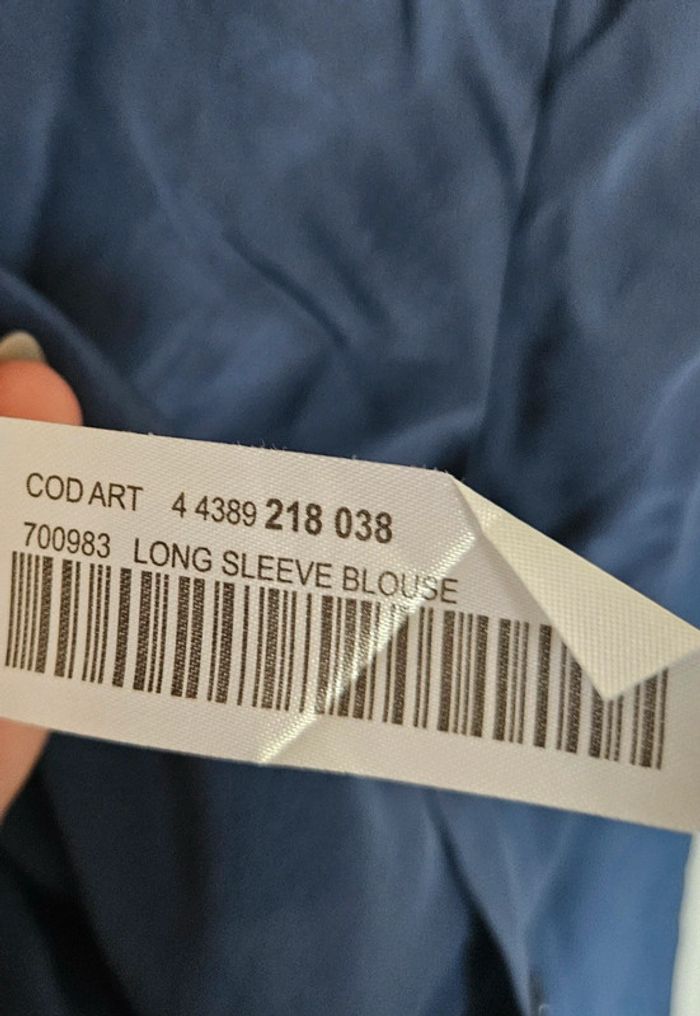 COD ART 4 4389 218 038
700983 LONG SLEEVE BLOUSE